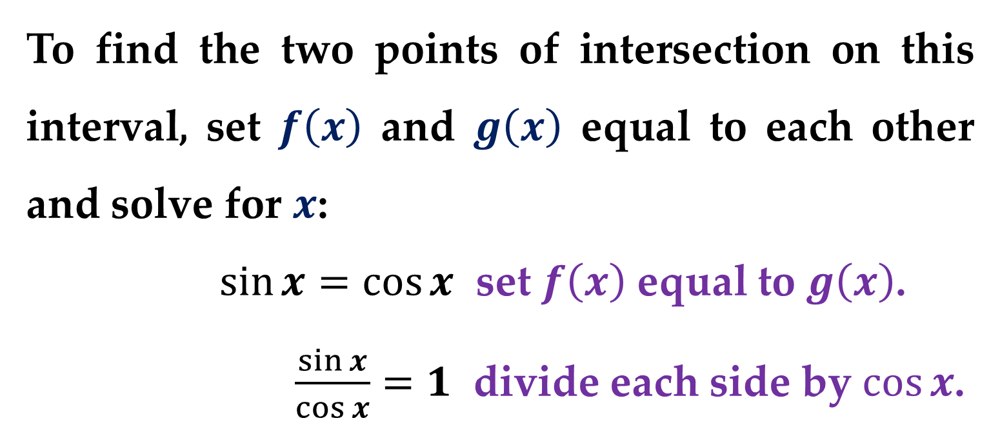 To find the two points of intersection on this
interval, set f(x) and g(x) equal to each other
and solve for x:
sin x = cos x set f(x) equal to g(x).
sin x / cos x = 1 divide each side by cos x.